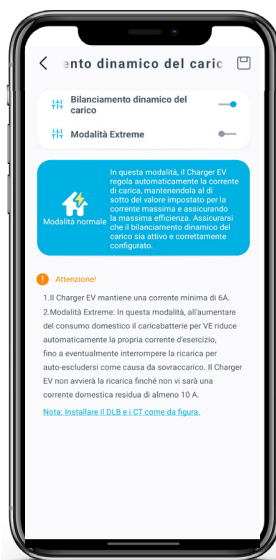 ento dinamico del caric
Bilanciamento dinamico del
carico
Modalità Extreme
In questa modalità, il Charger EV
regola automaticamente la corrente
di carica, mantenendola al di
sotto del valore impostato per la
corrente massima e assicurando
la massima efficienza. Assicurarsi
che il bilanciamento dinamico del
carico sia attivo e correttamente
configurato.
Modalità normale
Attenzione!
1.Il Charger EV mantiene una corrente minima di 6A.
2.Modalità Extreme: In questa modalità, all'aumentare
del consumo domestico il caricabatterie per VE riduce
automaticamente la propria corrente d'esercizio,
fino a eventualmente interrompere la ricarica per
auto-escludersi come causa da sovraccarico. Il Charger
EV non avvierà la ricarica finché non vi sarà una
corrente domestica residua di almeno 10 A.
Nota: Installare il DLB e i CT come da figura.